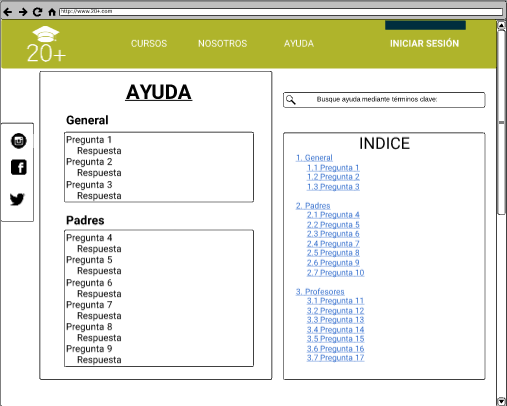 http://www.20+.com
20+
CURSOS
NOSOTROS
AYUDA
INICIAR SESIÓN
AYUDA
General
Pregunta 1
Respuesta
Pregunta 2
Respuesta
Pregunta 3
Respuesta
Padres
Pregunta 4
Respuesta
Pregunta 5
Respuesta
Pregunta 6
Respuesta
Pregunta 7
Respuesta
Pregunta 8
Respuesta
Pregunta 9
Respuesta
Busque ayuda mediante términos clave:
INDICE
1. General
1.1 Pregunta 1
1.2 Pregunta 2
1.3 Pregunta 3
2. Padres
2.1 Pregunta 4
2.2 Pregunta 5
2.3 Pregunta 6
2.4 Pregunta 7
2.5 Pregunta 8
2.6 Pregunta 9
2.7 Pregunta 10
3. Profesores
3.1 Pregunta 11
3.2 Pregunta 12
3.3 Pregunta 13
3.4 Pregunta 14
3.5 Pregunta 15
3.6 Pregunta 16
3.7 Pregunta 17